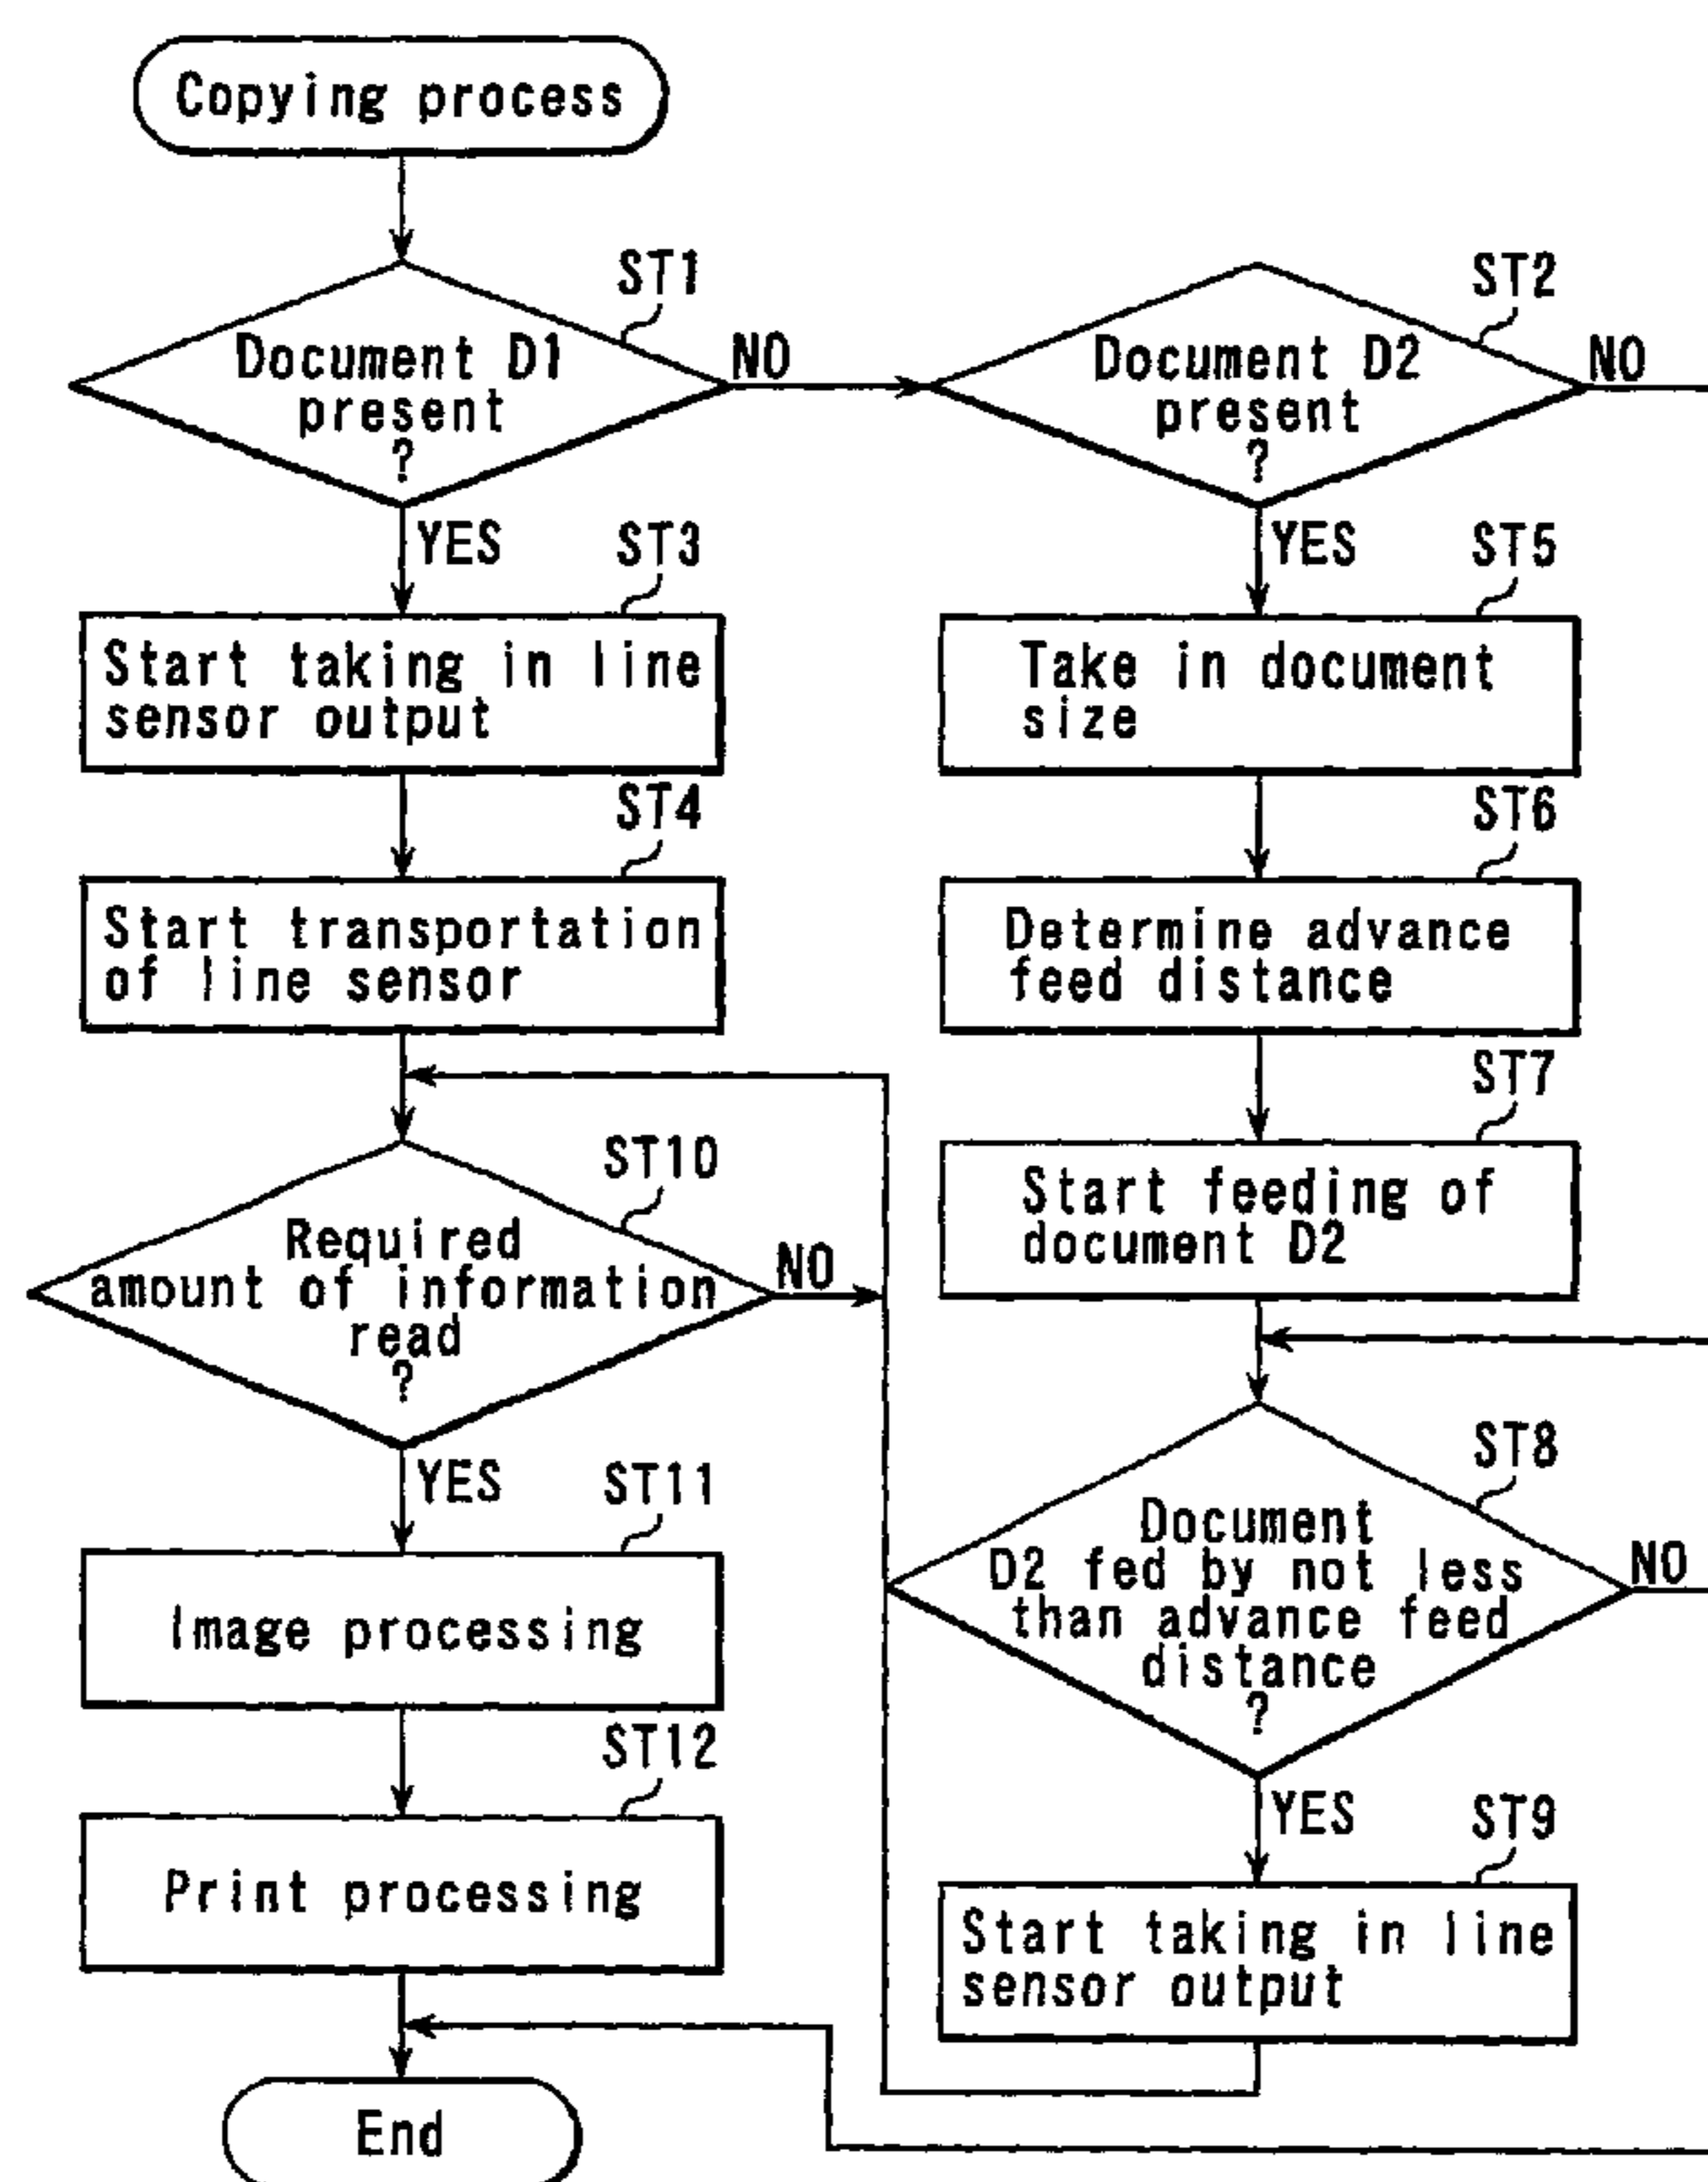 Copying process
ST1
Document D1
present
?
NO
YES
ST2
Document D2
present
?
NO
YES
ST3
Start taking in line
sensor output
ST4
Start transportation
of line sensor
ST5
Take in document
size
ST6
Determine advance
feed distance
ST7
Start feeding of
document D2
ST8
Document
D2 fed by not less
than advance feed
distance
?
NO
YES
ST9
Start taking in line
sensor output
ST10
Required
amount of information
read
?
NO
YES
ST11
Image processing
ST12
Print processing
End